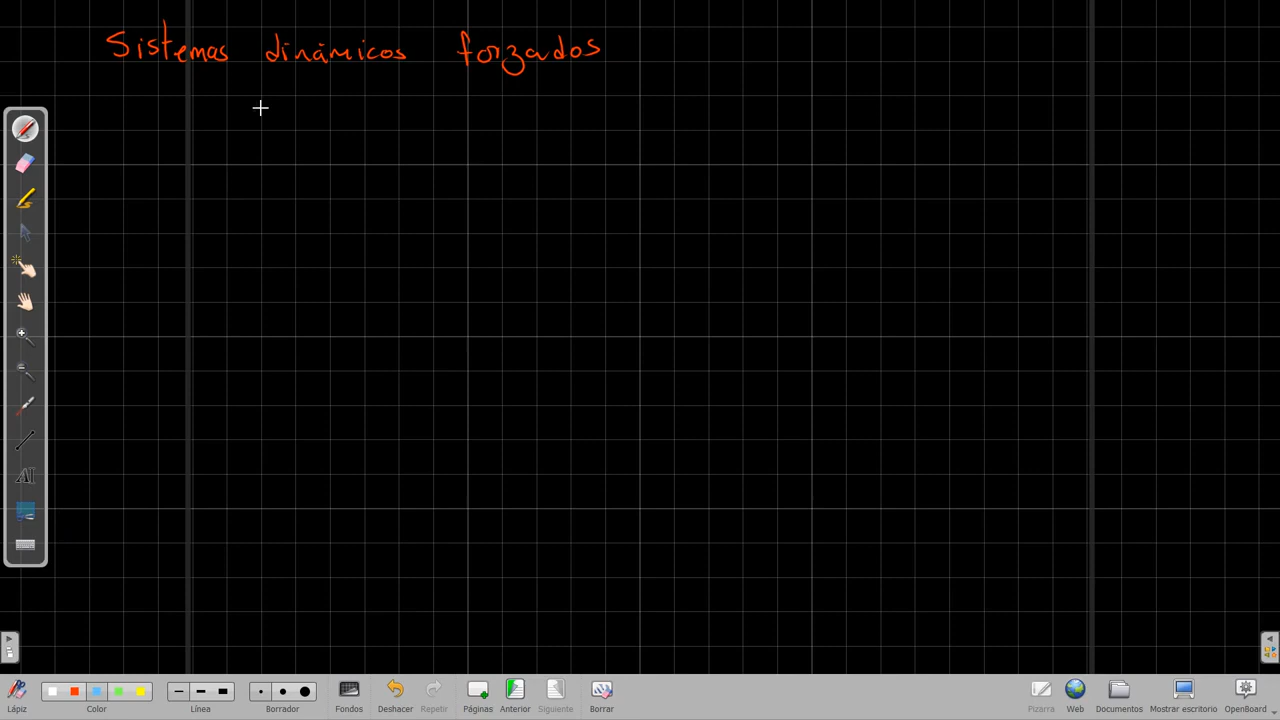 Sistemas dinámicos forzados
AI
Lápiz Color Línea Borrador Fondos Deshacer Repetir Páginas Anterior Siguiente Borrar Pizarra Web Documentos Mostrar escritorio OpenBoard